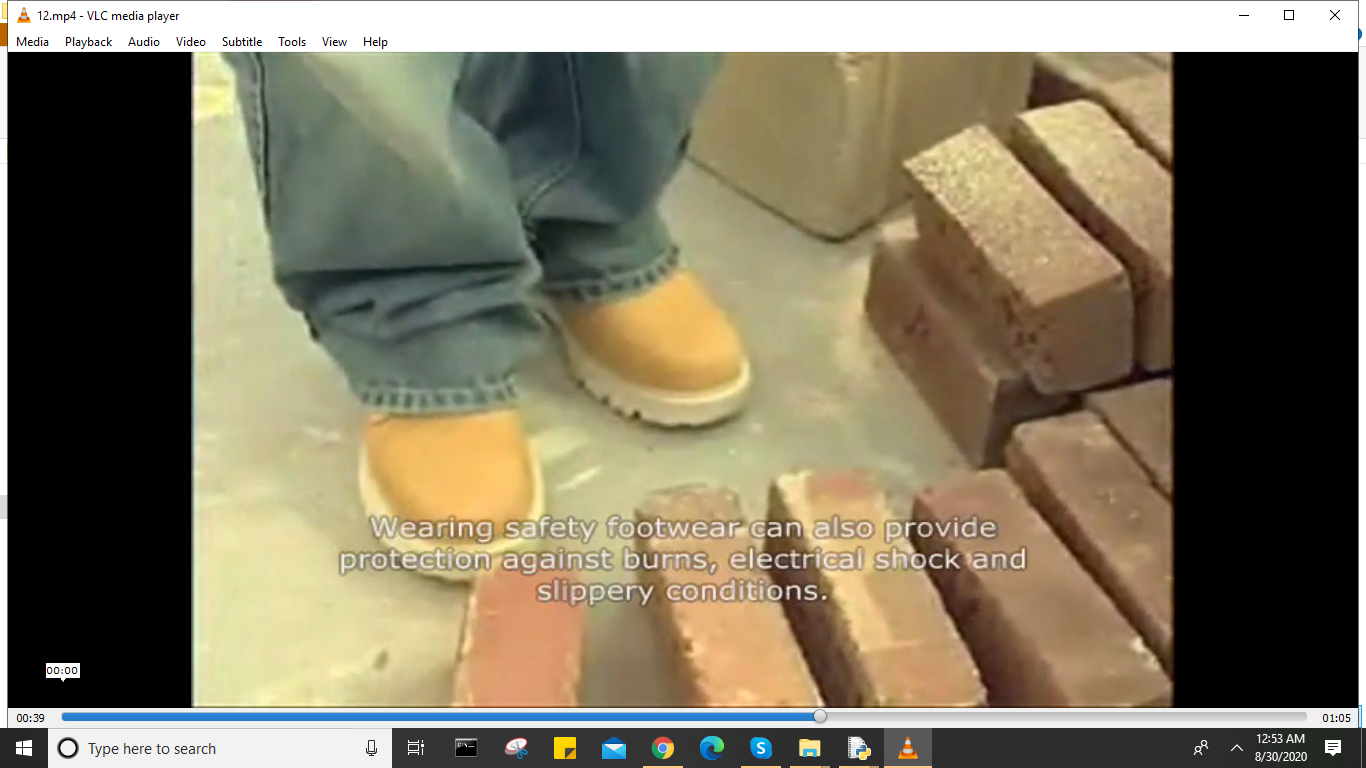 12.mp4 - VLC media player
Media Playback Audio Video Subtitle Tools View Help
Wearing safety footwear can also provide
protection against burns, electrical shock and
slippery conditions.
00:00
00:39
01:05
Type here to search
12:53 AM
8/30/2020